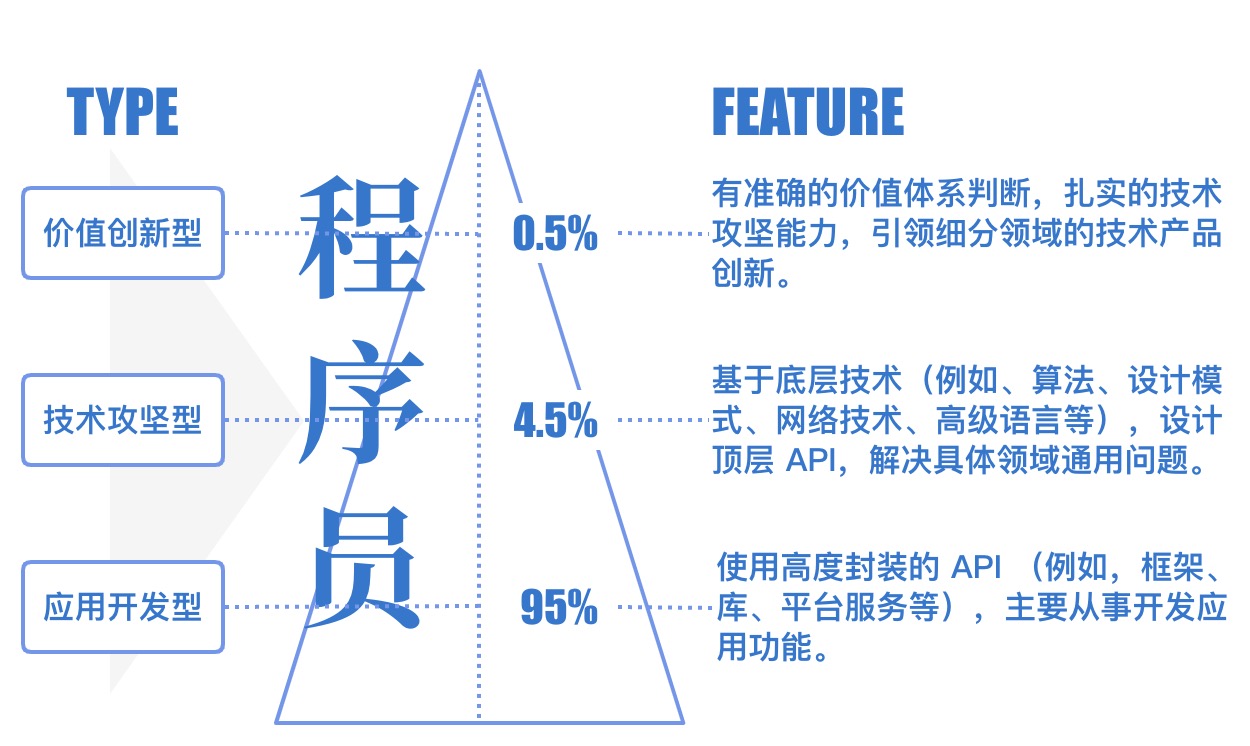 TYPE
FEATURE
程
序
员
价值创新型
0.5%
有准确的价值体系判断，扎实的技术
攻坚能力，引领细分领域的技术产品
创新。
技术攻坚型
4.5%
基于底层技术（例如、算法、设计模
式、网络技术、高级语言等），设计
顶层 API，解决具体领域通用问题。
应用开发型
95%
使用高度封装的 API （例如，框架、
库、平台服务等），主要从事开发应
用功能。